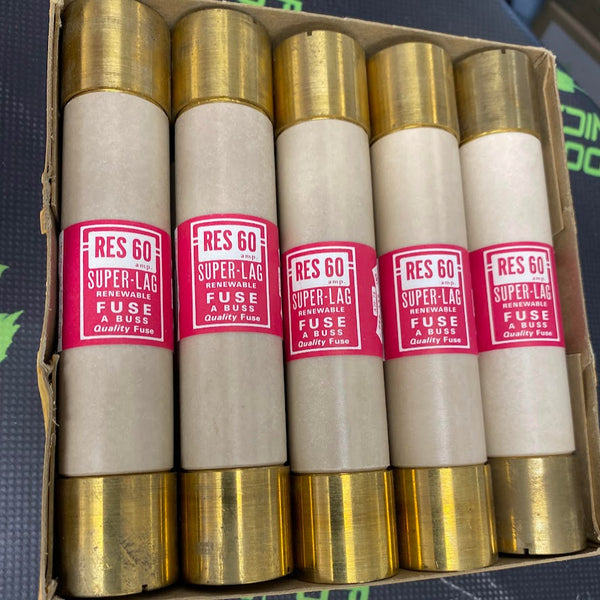 RES 60
amp.
SUPER-LAG
RENEWABLE
FUSE
A BUSS
Quality Fuse
RES 60
amp.
SUPER-LAG
RENEWABLE
FUSE
A BUSS
Quality Fuse
RES 60
amp.
SUPER-LAG
RENEWABLE
FUSE
A BUSS
Quality Fuse
RES 60
amp.
SUPER-LAG
RENEWABLE
FUSE
A BUSS
Quality Fuse
RES 60
amp.
SUPER-LAG
RENEWABLE
FUSE
A BUSS
Quality Fuse